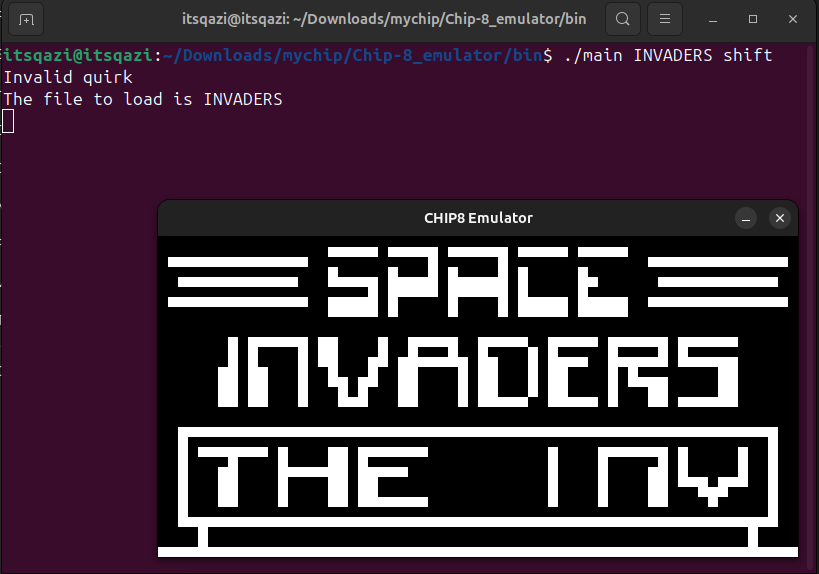 itsqazi@itsqazi: ~/Downloads/mychip/Chip-8_emulator/bin
itsqazi@itsqazi:~/Downloads/mychip/Chip-8_emulator/bin$ ./main INVADERS shift
Invalid quirk
The file to load is INVADERS
CHIP8 Emulator
SPACE
INVADERS
THE INV